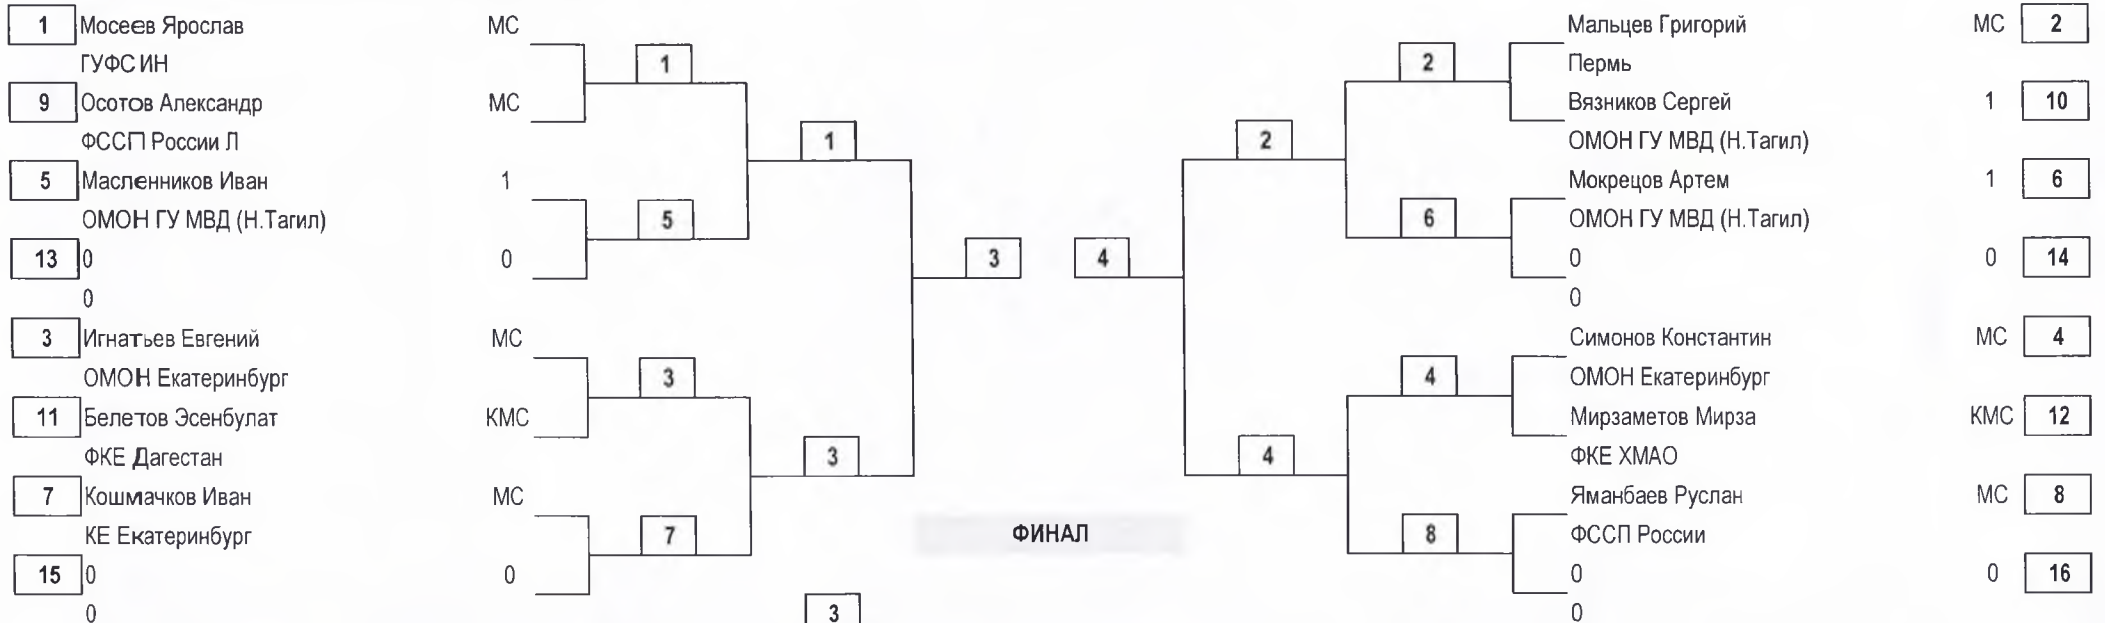 1 Мосеев Ярослав МС
ГУФСИН
9 Осотов Александр МС
ФССП России Л
5 Масленников Иван 1
ОМОН ГУ МВД (Н.Тагил)
13 0 0
0
3 Игнатьев Евгений МС
ОМОН Екатеринбург
11 Белетов Эсенбулат КМС
ФКЕ Дагестан
7 Кошмачков Иван МС
КЕ Екатеринбург
15 0 0
0
1
5
3
7
1
3
3
3
ФИНАЛ
4
2
4
2
6
4
8
Мальцев Григорий МС 2
Пермь
Вязников Сергей 1 10
ОМОН ГУ МВД (Н.Тагил)
Мокрецов Артем 1 6
ОМОН ГУ МВД (Н.Тагил)
0 0 14
0
Симонов Константин МС 4
ОМОН Екатеринбург
Мирзаметов Мирза КМС 12
ФКЕ ХМАО
Яманбаев Руслан МС 8
ФССП России
0 0 16
0